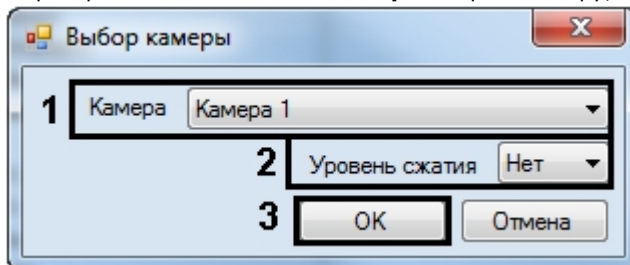 Выбор камеры
1 Камера Камера 1
2 Уровень сжатия Нет
3 OK Отмена